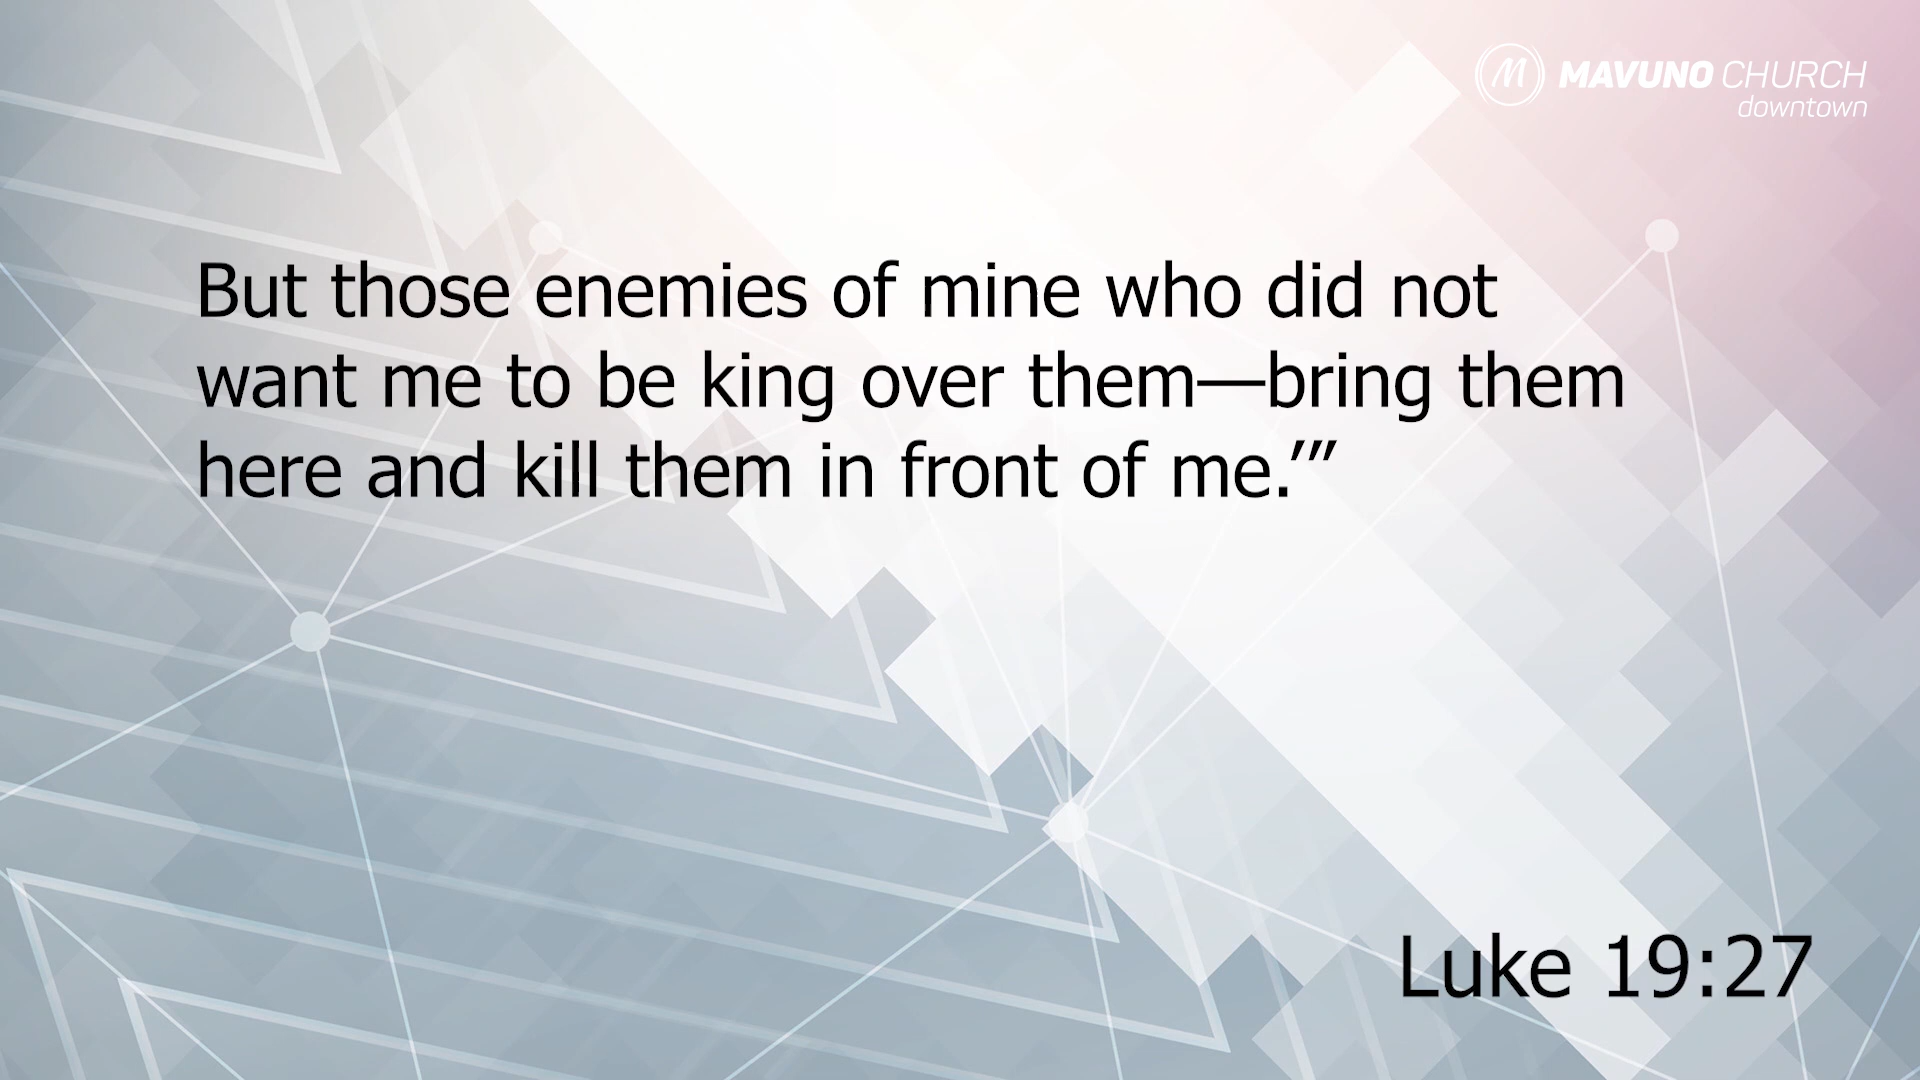 MAVUNO CHURCH
downtown
But those enemies of mine who did not
want me to be king over them—bring them
here and kill them in front of me.’”
Luke 19:27